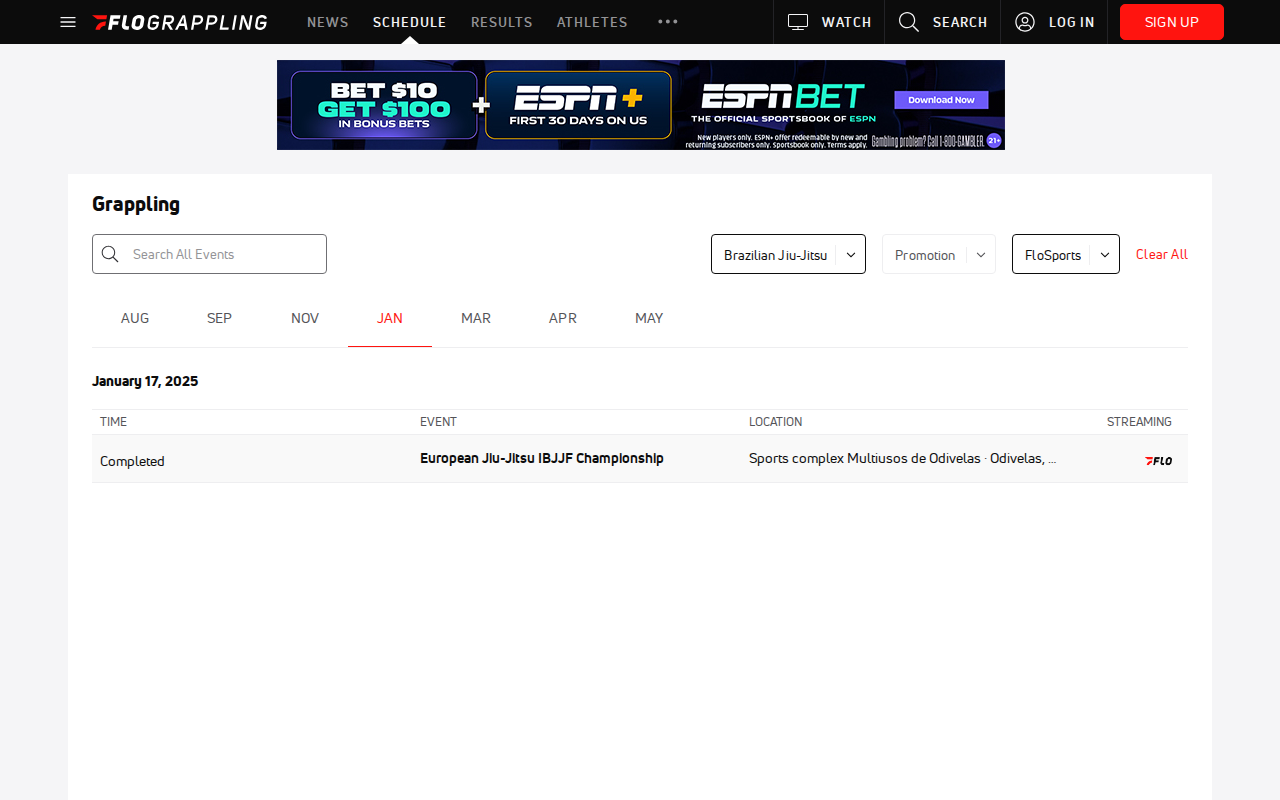 FLOGRAPPLING NEWS SCHEDULE RESULTS ATHLETES WATCH SEARCH LOG IN SIGN UP
BET $10
GET $100
IN BONUS BETS
+
ESPN+
FIRST 30 DAYS ON US
ESPN BET
THE OFFICIAL SPORTSBOOK OF ESPN
Download Now
New players only. ESPN+ offer redeemable by new and
returning subscribers only. Sportsbook only. Terms apply.
Gambling problem? Call 1-800-GAMBLER.
21+
Grappling
Search All Events
Brazilian Jiu-Jitsu
Promotion
FloSports
Clear All
AUG SEP NOV JAN MAR APR MAY
January 17, 2025
TIME EVENT LOCATION STREAMING
Completed European Jiu-Jitsu IBJJF Championship Sports complex Multiusos de Odivelas · Odivelas, ... FLO